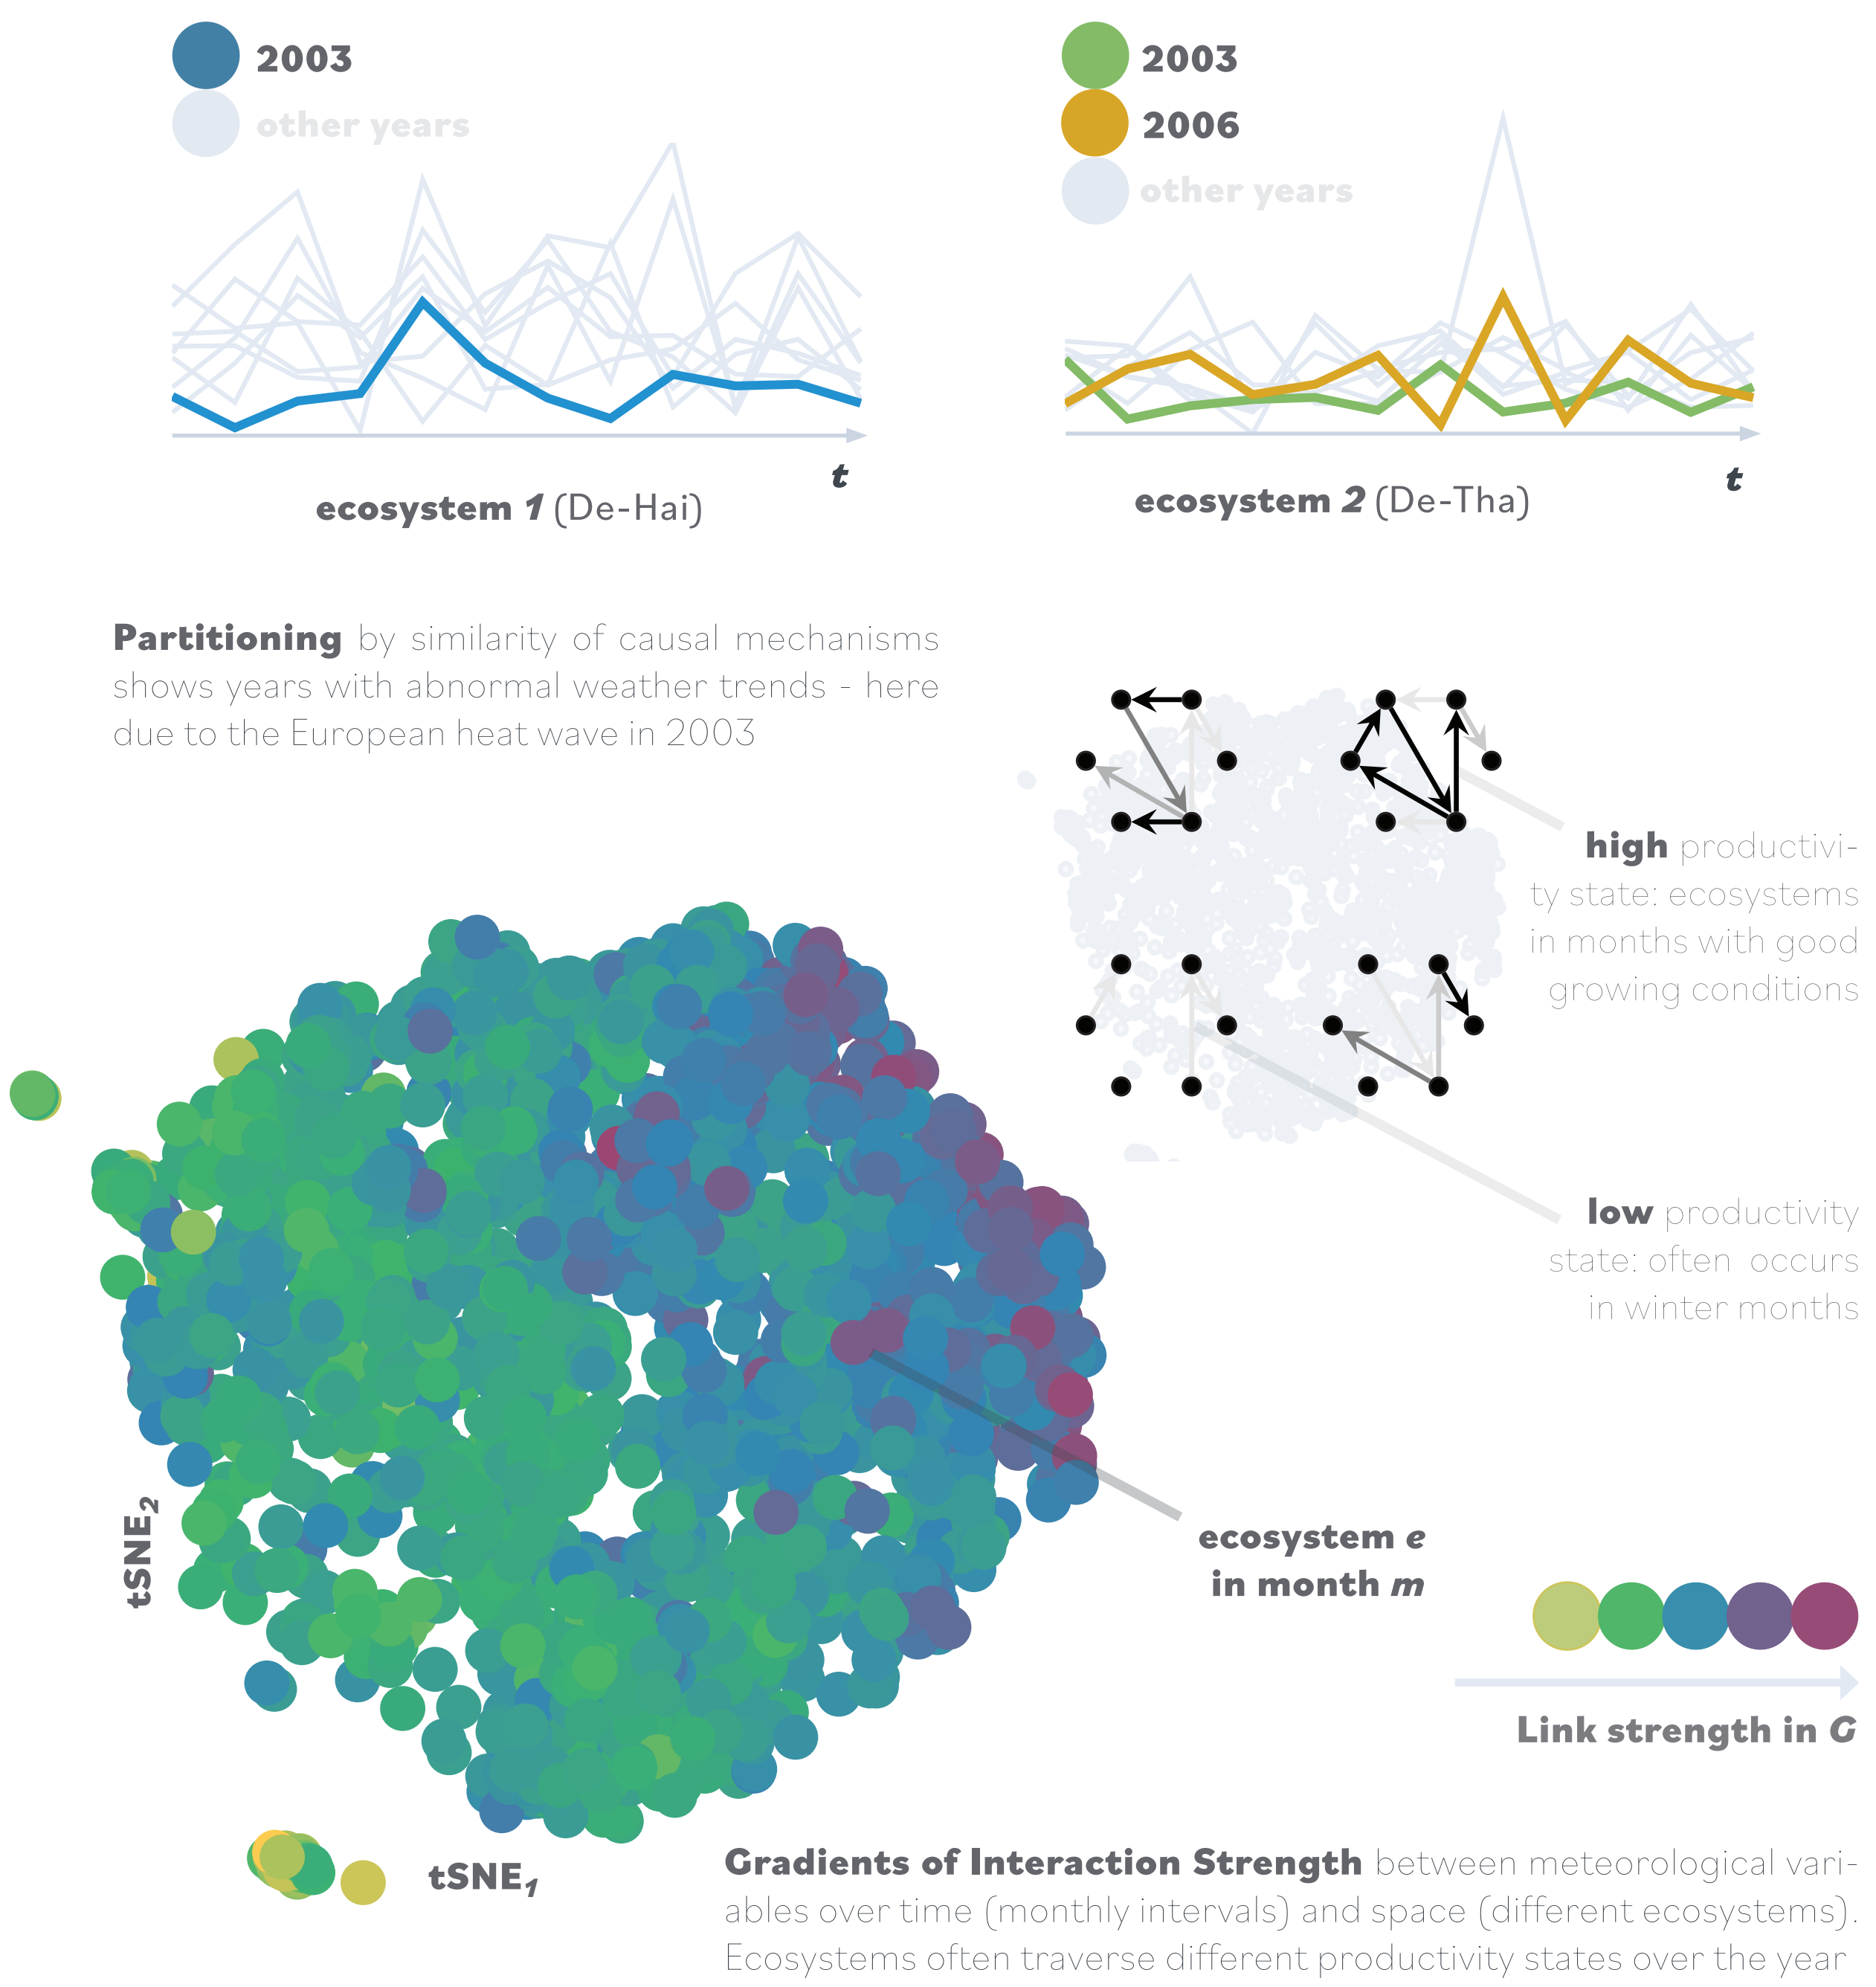 2003
other years
2003
2006
other years
t
ecosystem 1 (De-Hai)
t
ecosystem 2 (De-Tha)
Partitioning by similarity of causal mechanisms
shows years with abnormal weather trends - here
due to the European heat wave in 2003
high productivi-
ty state: ecosystems
in months with good
growing conditions
low productivity
state: often occurs
in winter months
tSNE2
ecosystem e
in month m
Link strength in G
tSNE1
Gradients of Interaction Strength between meteorological vari-
ables over time (monthly intervals) and space (different ecosystems).
Ecosystems often traverse different productivity states over the year